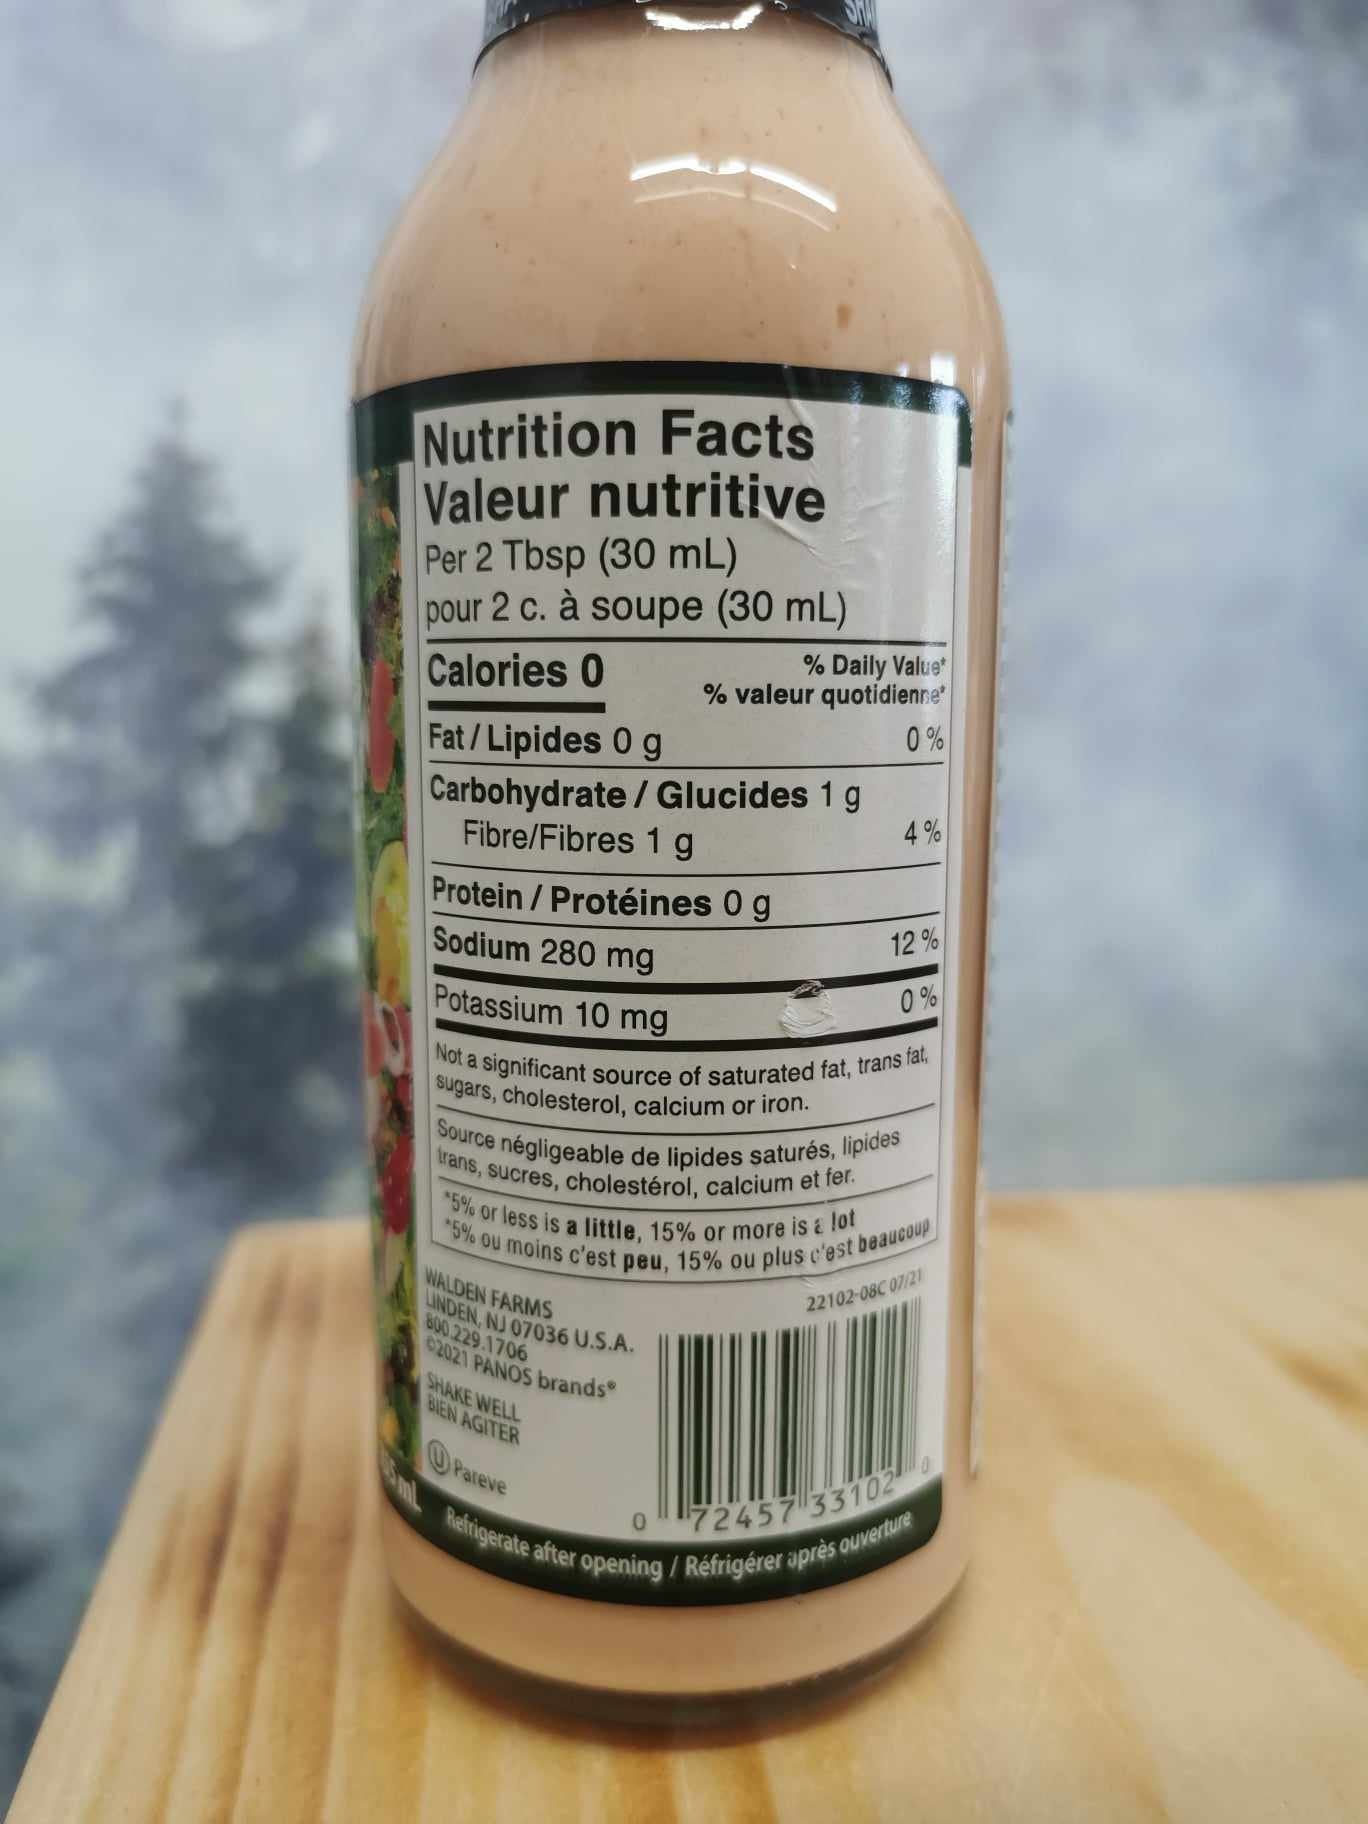 Nutrition Facts
Valeur nutritive
Per 2 Tbsp (30 mL)
pour 2 c. à soupe (30 mL)
Calories 0
% Daily Value*
% valeur quotidienne*
Fat / Lipides 0 g 0 %
Carbohydrate / Glucides 1 g
Fibre/Fibres 1 g 4 %
Protein / Protéines 0 g
Sodium 280 mg 12 %
Potassium 10 mg 0 %
Not a significant source of saturated fat, trans fat,
sugars, cholesterol, calcium or iron.
Source négligeable de lipides saturés, lipides
trans, sucres, cholestérol, calcium et fer.
*5% or less is a little, 15% or more is a lot
*5% ou moins c'est peu, 15% ou plus c'est beaucoup
WALDEN FARMS
LINDEN, NJ 07036 U.S.A.
800.229.1706
©2021 PANOS brands®
SHAKE WELL
BIEN AGITER
U Pareve
22102-08C 07/21
0 72457 33102 0
mL
Refrigerate after opening / Réfrigérer après ouverture